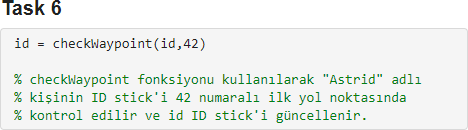 Task 6
id = checkWaypoint(id,42)
% checkWaypoint fonksiyonu kullanılarak "Astrid" adlı
% kişinin ID stick'i 42 numaralı ilk yol noktasında
% kontrol edilir ve id ID stick'i güncellenir.